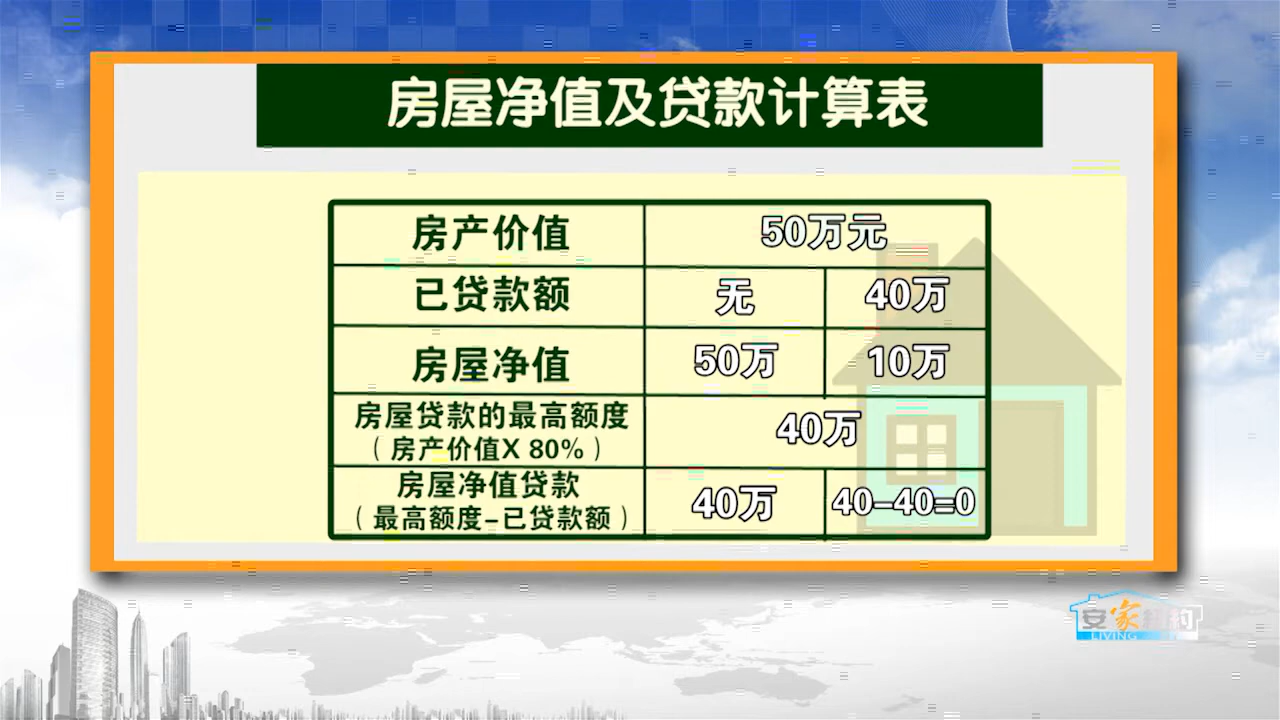 房屋净值及贷款计算表
房产价值 50万元
已贷款额 无 40万
房屋净值 50万 10万
房屋贷款的最高额度
（房产价值X 80%） 40万
房屋净值贷款
（最高额度-已贷款额） 40万 40-40=0
安家纽约
LIVING